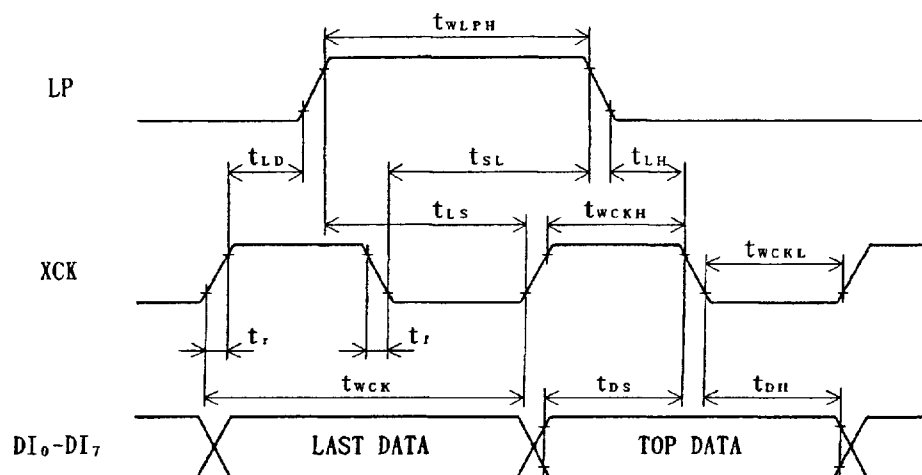 tWLPH
LP
tLD
tSL
tLH
tLS
tWCKH
XCK
tWCKL
tr
tf
tWCK
tDS
tDH
DI0-DI7
LAST DATA
TOP DATA